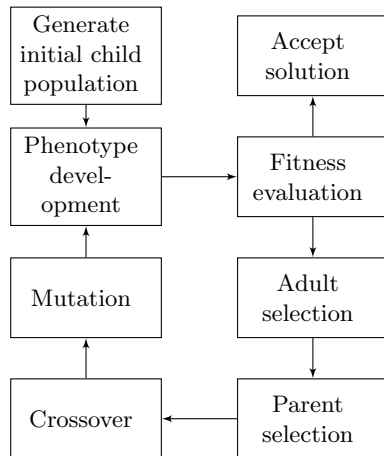 Generate
initial child
population
Accept
solution
Phenotype
devel-
opment
Fitness
evaluation
Mutation
Adult
selection
Crossover
Parent
selection